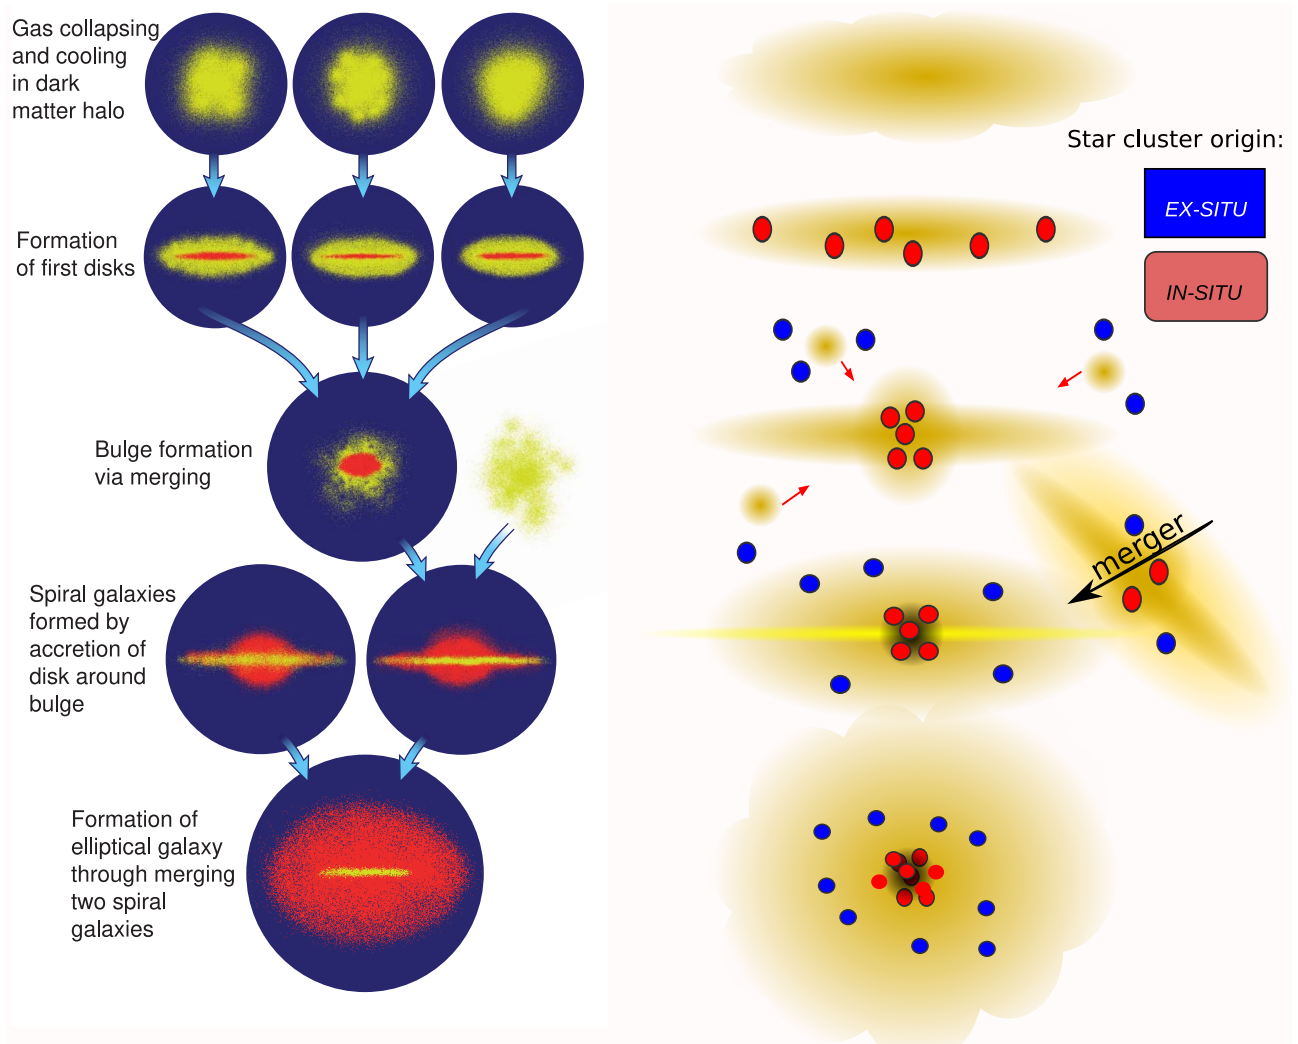 Gas collapsing
and cooling
in dark
matter halo
Formation
of first disks
Bulge formation
via merging
Spiral galaxies
formed by
accretion of
disk around
bulge
Formation of
elliptical galaxy
through merging
two spiral
galaxies
Star cluster origin:
EX-SITU
IN-SITU
merger